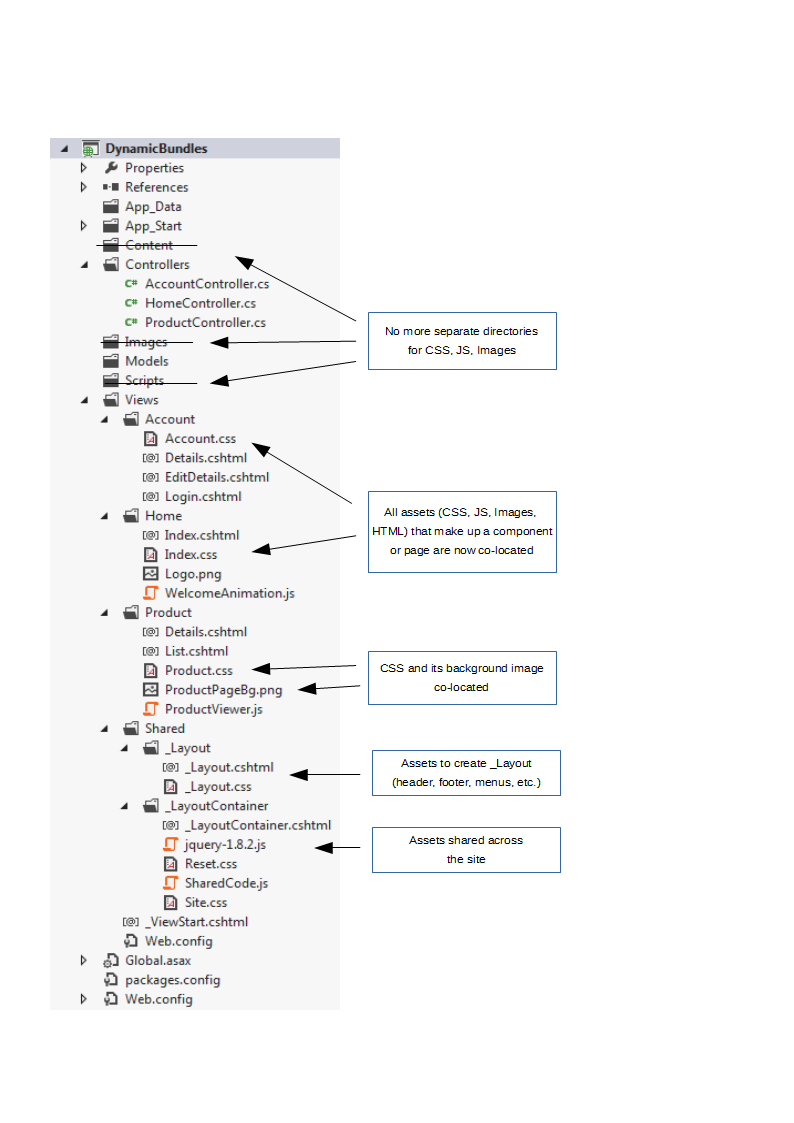 DynamicBundles
Properties
References
App_Data
App_Start
Content
Controllers
C# AccountController.cs
C# HomeController.cs
C# ProductController.cs
Images
Models
Scripts
Views
Account
Account.css
[@] Details.cshtml
[@] EditDetails.cshtml
[@] Login.cshtml
Home
[@] Index.cshtml
Index.css
Logo.png
WelcomeAnimation.js
Product
[@] Details.cshtml
[@] List.cshtml
Product.css
ProductPageBg.png
ProductViewer.js
Shared
_Layout
[@] _Layout.cshtml
_Layout.css
_LayoutContainer
[@] _LayoutContainer.cshtml
jquery-1.8.2.js
Reset.css
SharedCode.js
Site.css
[@] _ViewStart.cshtml
Web.config
Global.asax
packages.config
Web.config
No more separate directories
for CSS, JS, Images
All assets (CSS, JS, Images,
HTML) that make up a component
or page are now co-located
CSS and its background image
co-located
Assets to create _Layout
(header, footer, menus, etc.)
Assets shared across
the site